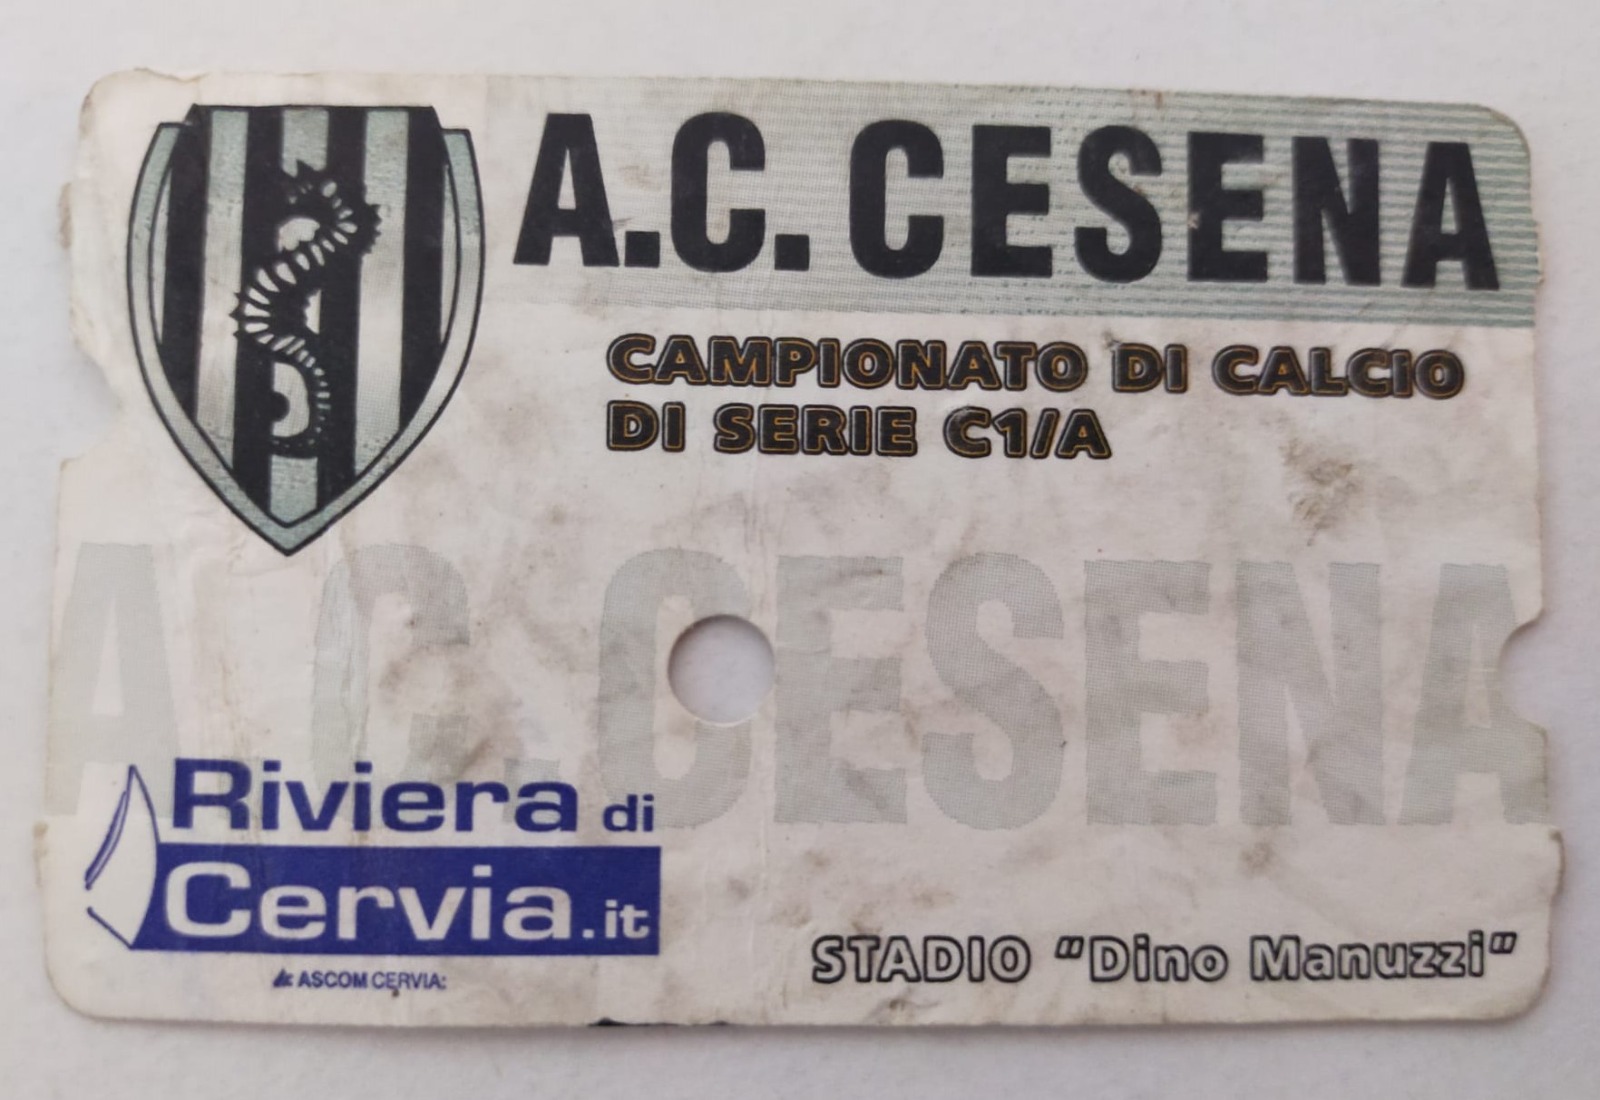 A.C. CESENA
CAMPIONATO DI CALCIO
DI SERIE C1/A
A.C. CESENA
Riviera di
Cervia.it
ASCOM CERVIA:
STADIO "Dino Manuzzi"